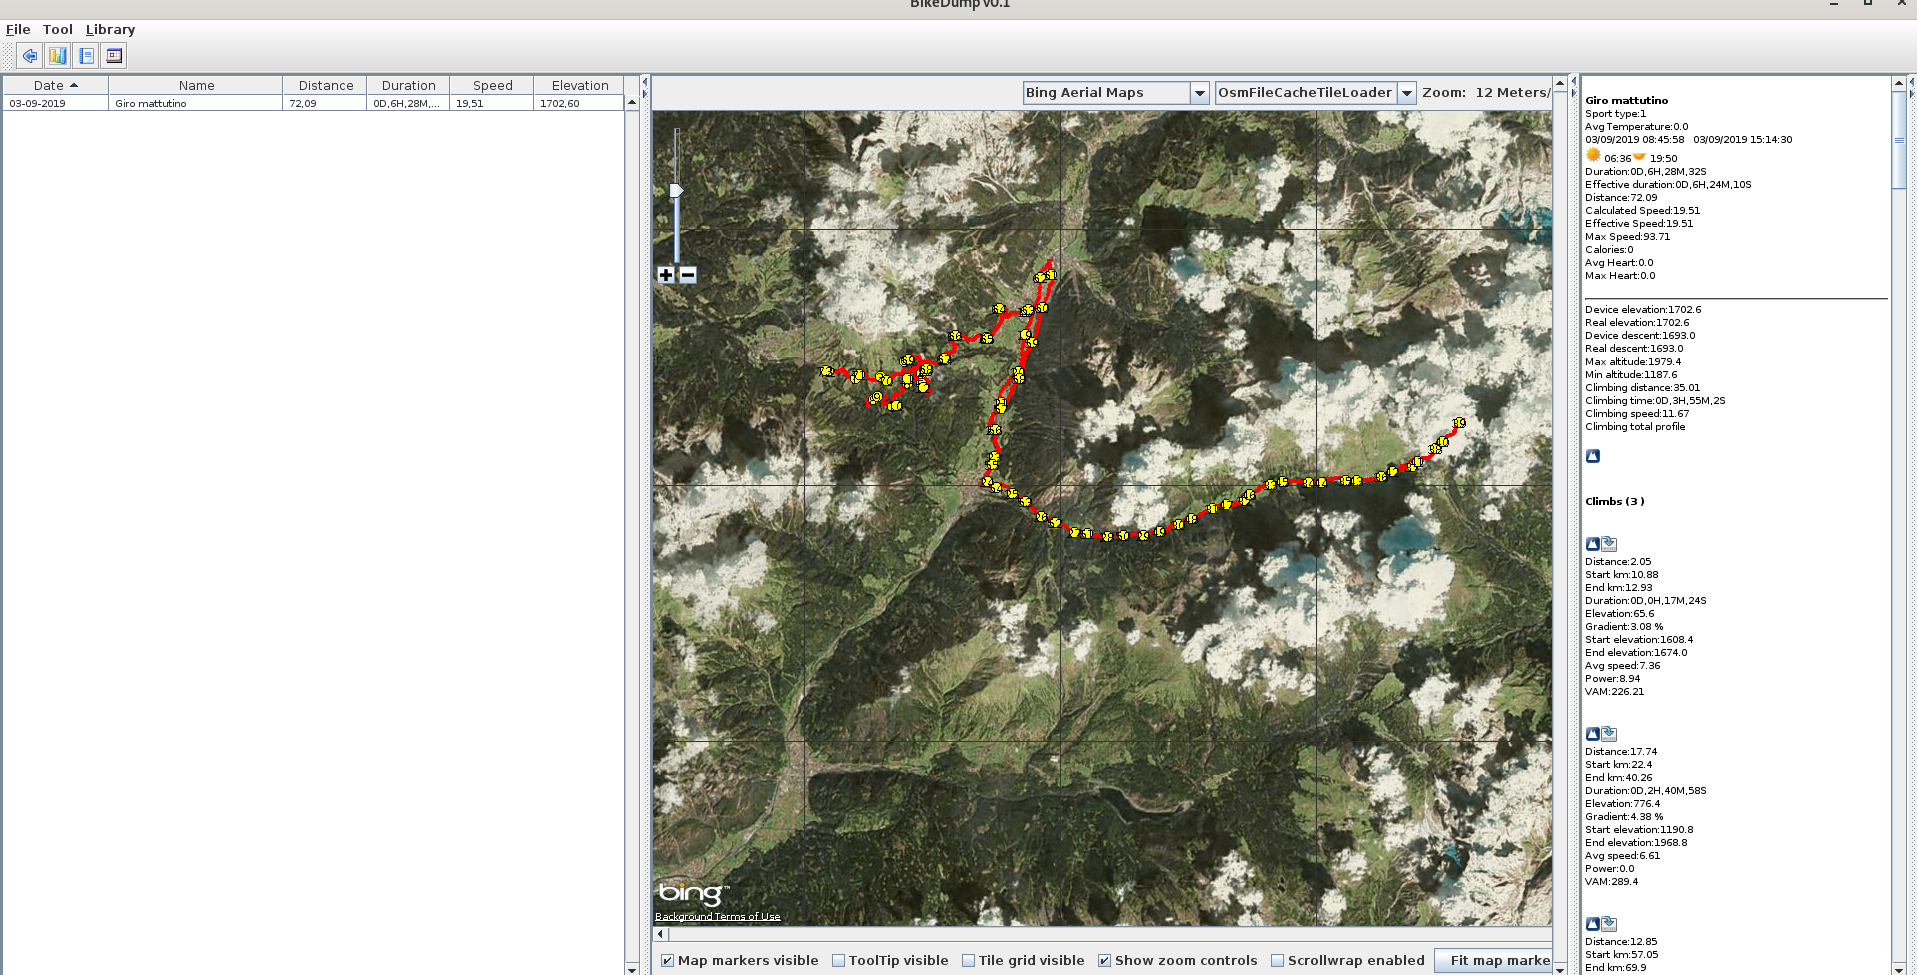 BikeDump v0.1
File Tool Library
Date Name Distance Duration Speed Elevation
03-09-2019 Giro mattutino 72,09 0D,6H,28M,... 19,51 1702,60
Bing Aerial Maps OsmFileCacheTileLoader Zoom: 12 Meters/
bing™
Background Terms of Use
Map markers visible ToolTip visible Tile grid visible Show zoom controls Scrollwrap enabled Fit map marke
Giro mattutino
Sport type:1
Avg Temperature:0.0
03/09/2019 08:45:58 03/09/2019 15:14:30
06:36 19:50
Duration:0D,6H,28M,32S
Effective duration:0D,6H,24M,10S
Distance:72.09
Calculated Speed:19.51
Effective Speed:19.51
Max Speed:93.71
Calories:0
Avg Heart:0.0
Max Heart:0.0
Device elevation:1702.6
Real elevation:1702.6
Device descent:1693.0
Real descent:1693.0
Max altitude:1979.4
Min altitude:1187.6
Climbing distance:35.01
Climbing time:0D,3H,55M,2S
Climbing speed:11.67
Climbing total profile
Climbs (3 )
Distance:2.05
Start km:10.88
End km:12.93
Duration:0D,0H,17M,24S
Elevation:65.6
Gradient:3.08 %
Start elevation:1608.4
End elevation:1674.0
Avg speed:7.36
Power:8.94
VAM:226.21
Distance:17.74
Start km:22.4
End km:40.26
Duration:0D,2H,40M,58S
Elevation:776.4
Gradient:4.38 %
Start elevation:1190.8
End elevation:1968.8
Avg speed:6.61
Power:0.0
VAM:289.4
Distance:12.85
Start km:57.05
End km:69.9